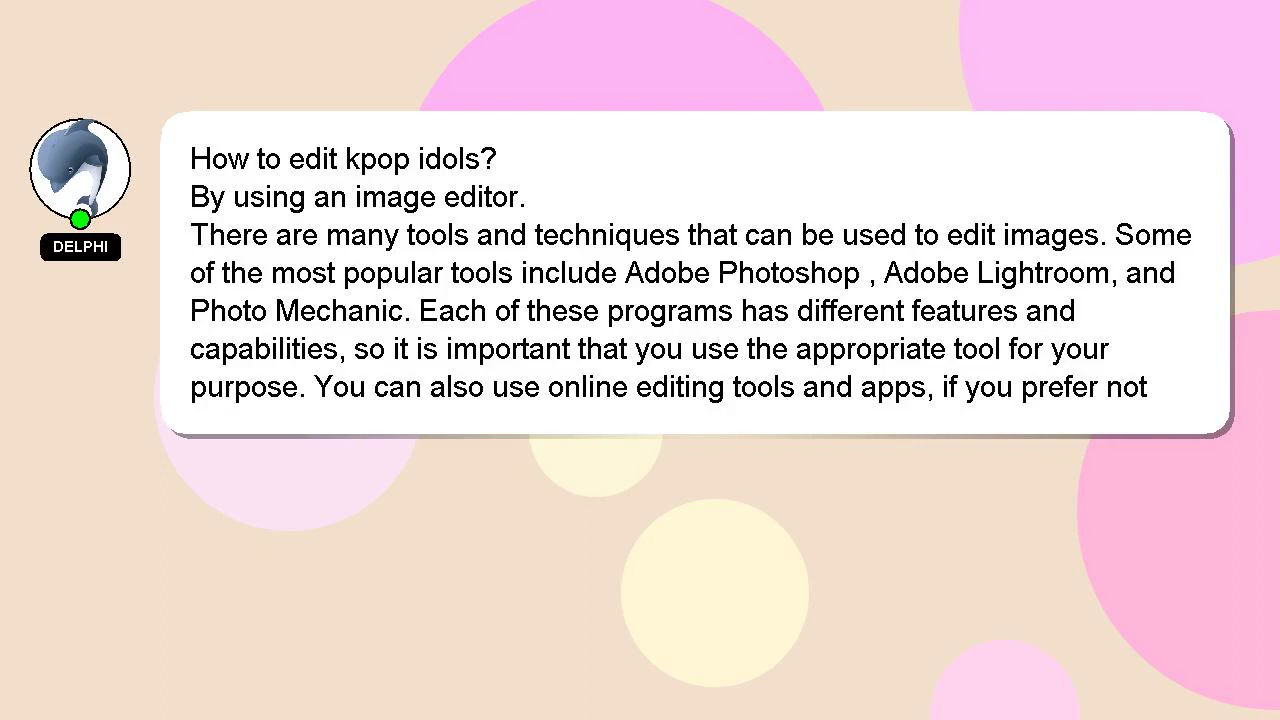 How to edit kpop idols?
By using an image editor.
There are many tools and techniques that can be used to edit images. Some
of the most popular tools include Adobe Photoshop , Adobe Lightroom, and
Photo Mechanic. Each of these programs has different features and
capabilities, so it is important that you use the appropriate tool for your
purpose. You can also use online editing tools and apps, if you prefer not
DELPHI